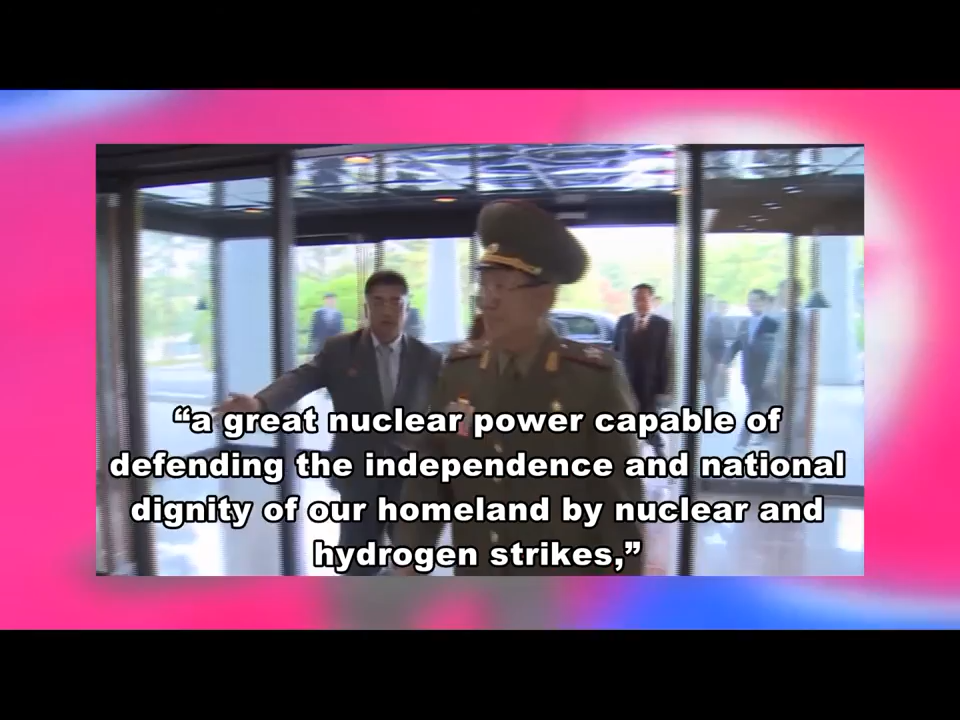 “a great nuclear power capable of
defending the independence and national
dignity of our homeland by nuclear and
hydrogen strikes,”